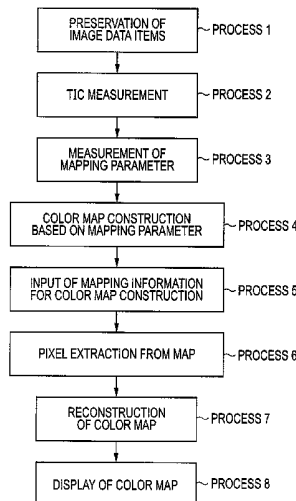 PRESERVATION OF
IMAGE DATA ITEMS
PROCESS 1
TIC MEASUREMENT
PROCESS 2
MEASUREMENT OF
MAPPING PARAMETER
PROCESS 3
COLOR MAP CONSTRUCTION
BASED ON MAPPING PARAMETER
PROCESS 4
INPUT OF MAPPING INFORMATION
FOR COLOR MAP CONSTRUCTION
PROCESS 5
PIXEL EXTRACTION FROM MAP
PROCESS 6
RECONSTRUCTION
OF COLOR MAP
PROCESS 7
DISPLAY OF COLOR MAP
PROCESS 8